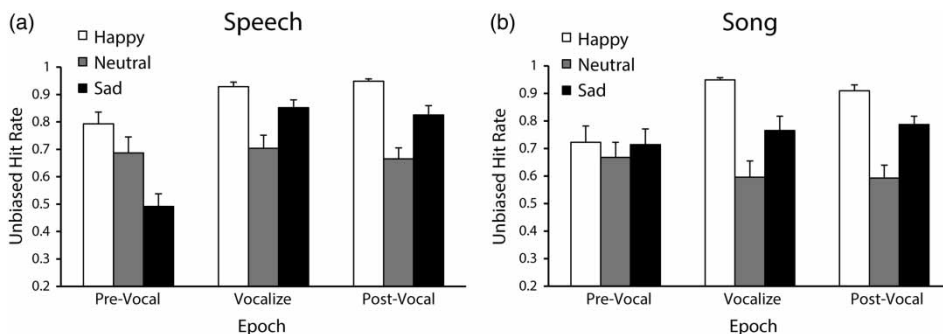 (a)
Speech
Happy
Neutral
Sad
Unbiased Hit Rate
1
0.9
0.8
0.7
0.6
0.5
0.4
0.3
0.2
Pre-Vocal Vocalize Post-Vocal
Epoch
(b)
Song
Happy
Neutral
Sad
Unbiased Hit Rate
1
0.9
0.8
0.7
0.6
0.5
0.4
0.3
0.2
Pre-Vocal Vocalize Post-Vocal
Epoch